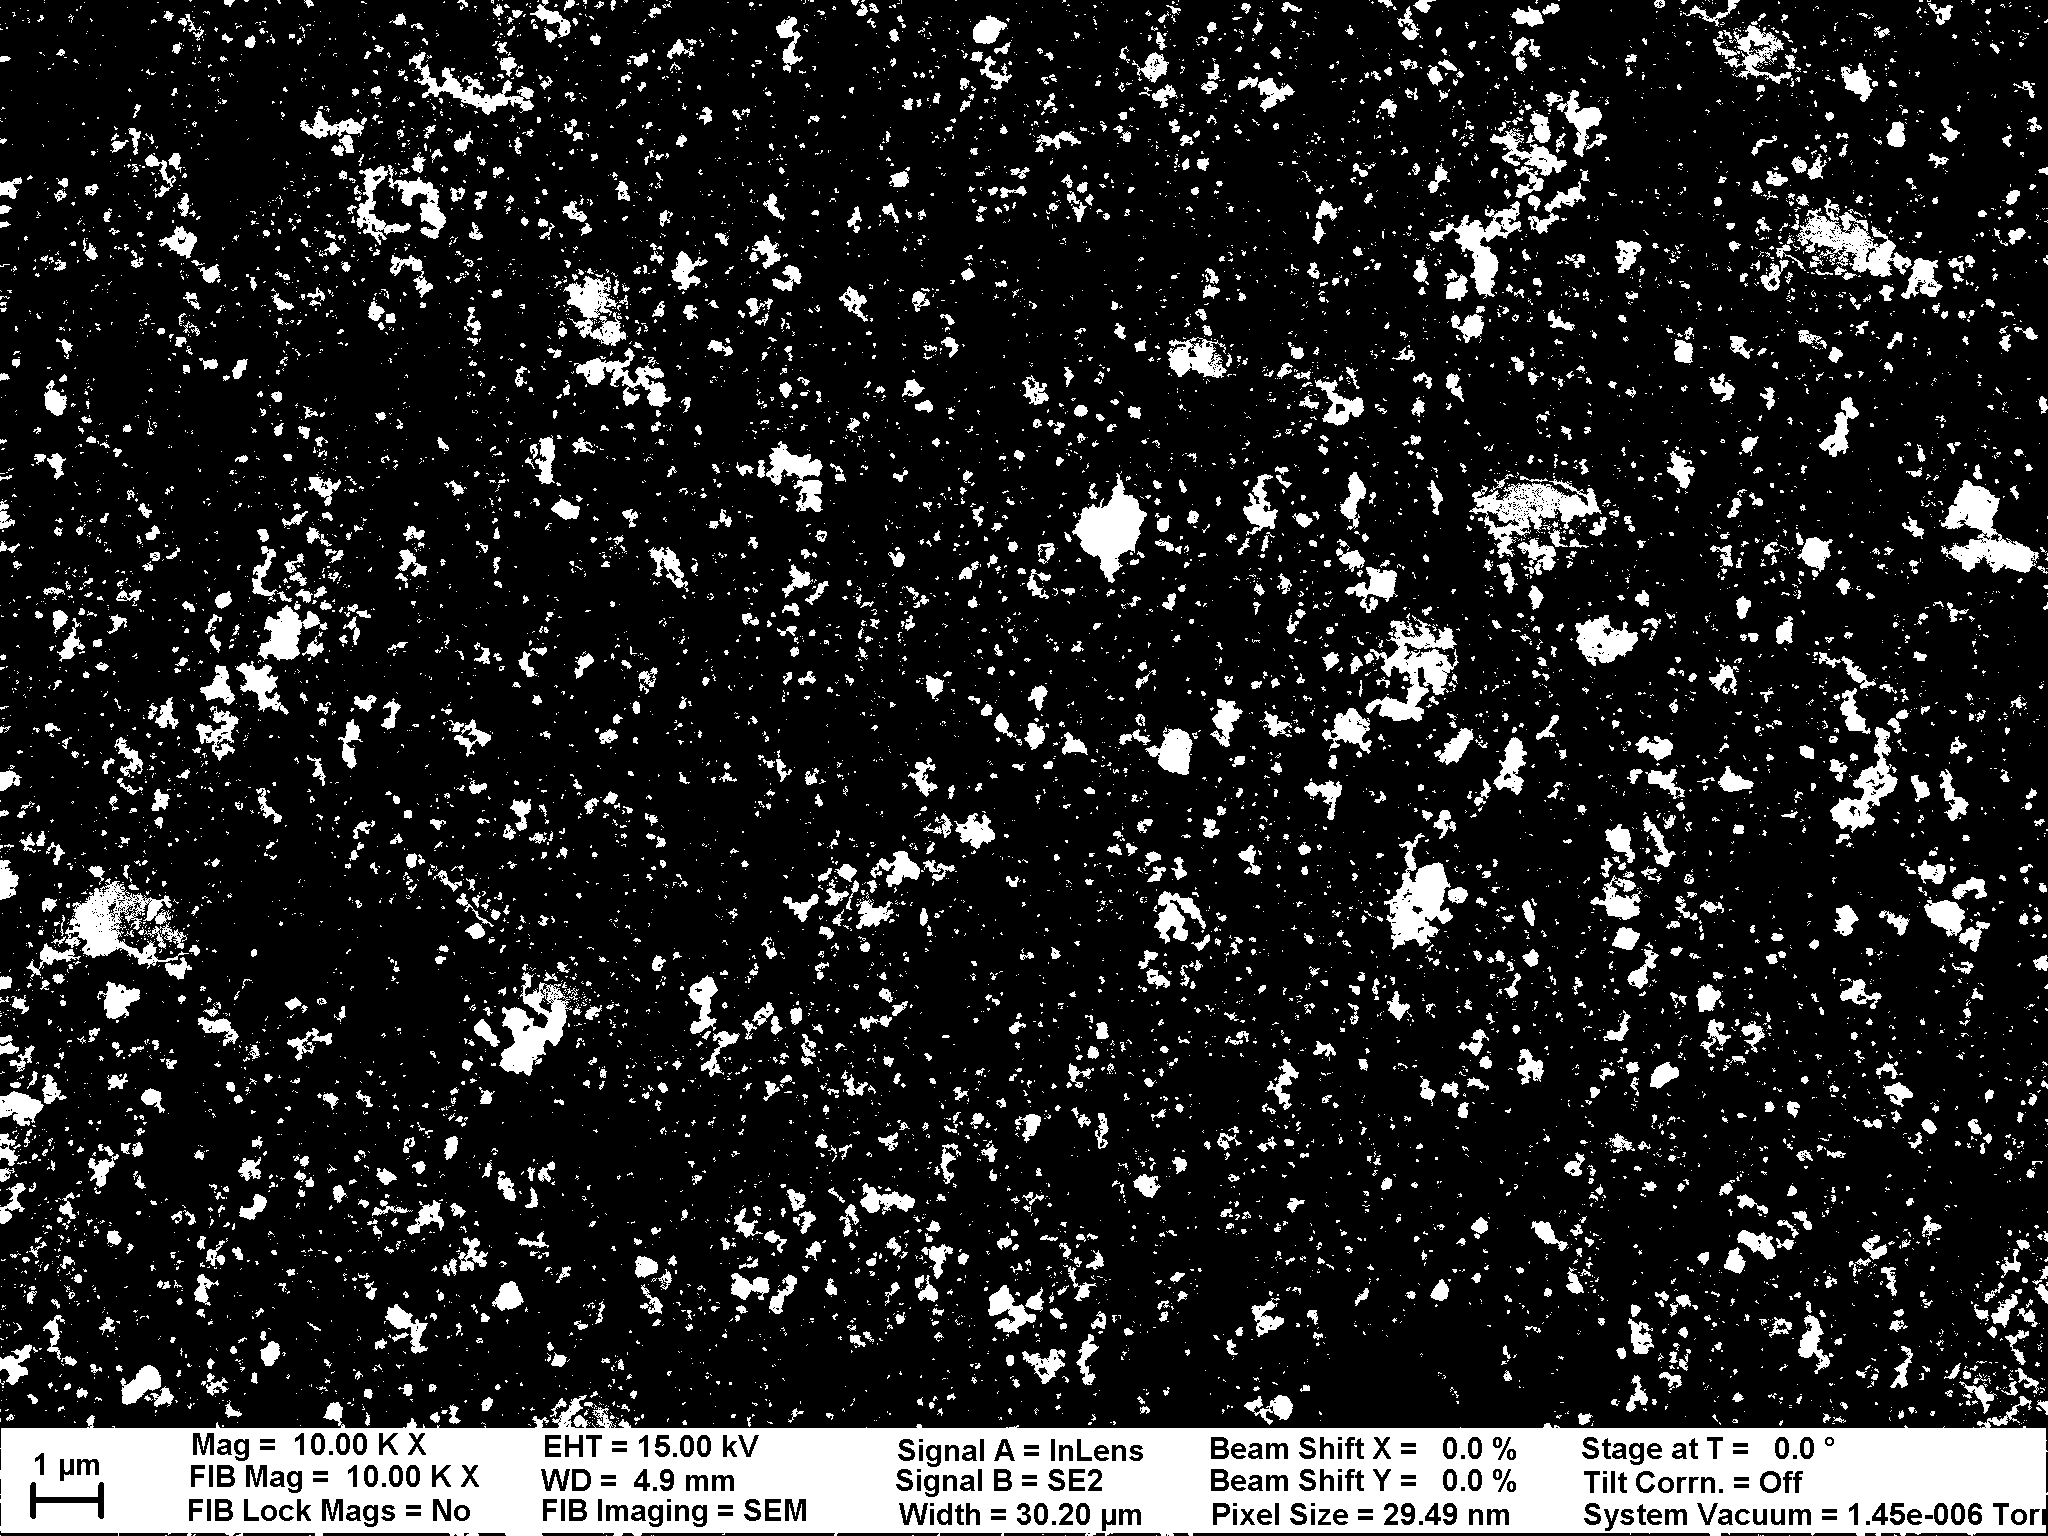 1 µm
Mag = 10.00 K X
FIB Mag = 10.00 K X
FIB Lock Mags = No
EHT = 15.00 kV
WD = 4.9 mm
FIB Imaging = SEM
Signal A = InLens
Signal B = SE2
Width = 30.20 µm
Beam Shift X = 0.0 %
Beam Shift Y = 0.0 %
Pixel Size = 29.49 nm
Stage at T = 0.0 °
Tilt Corrn. = Off
System Vacuum = 1.45e-006